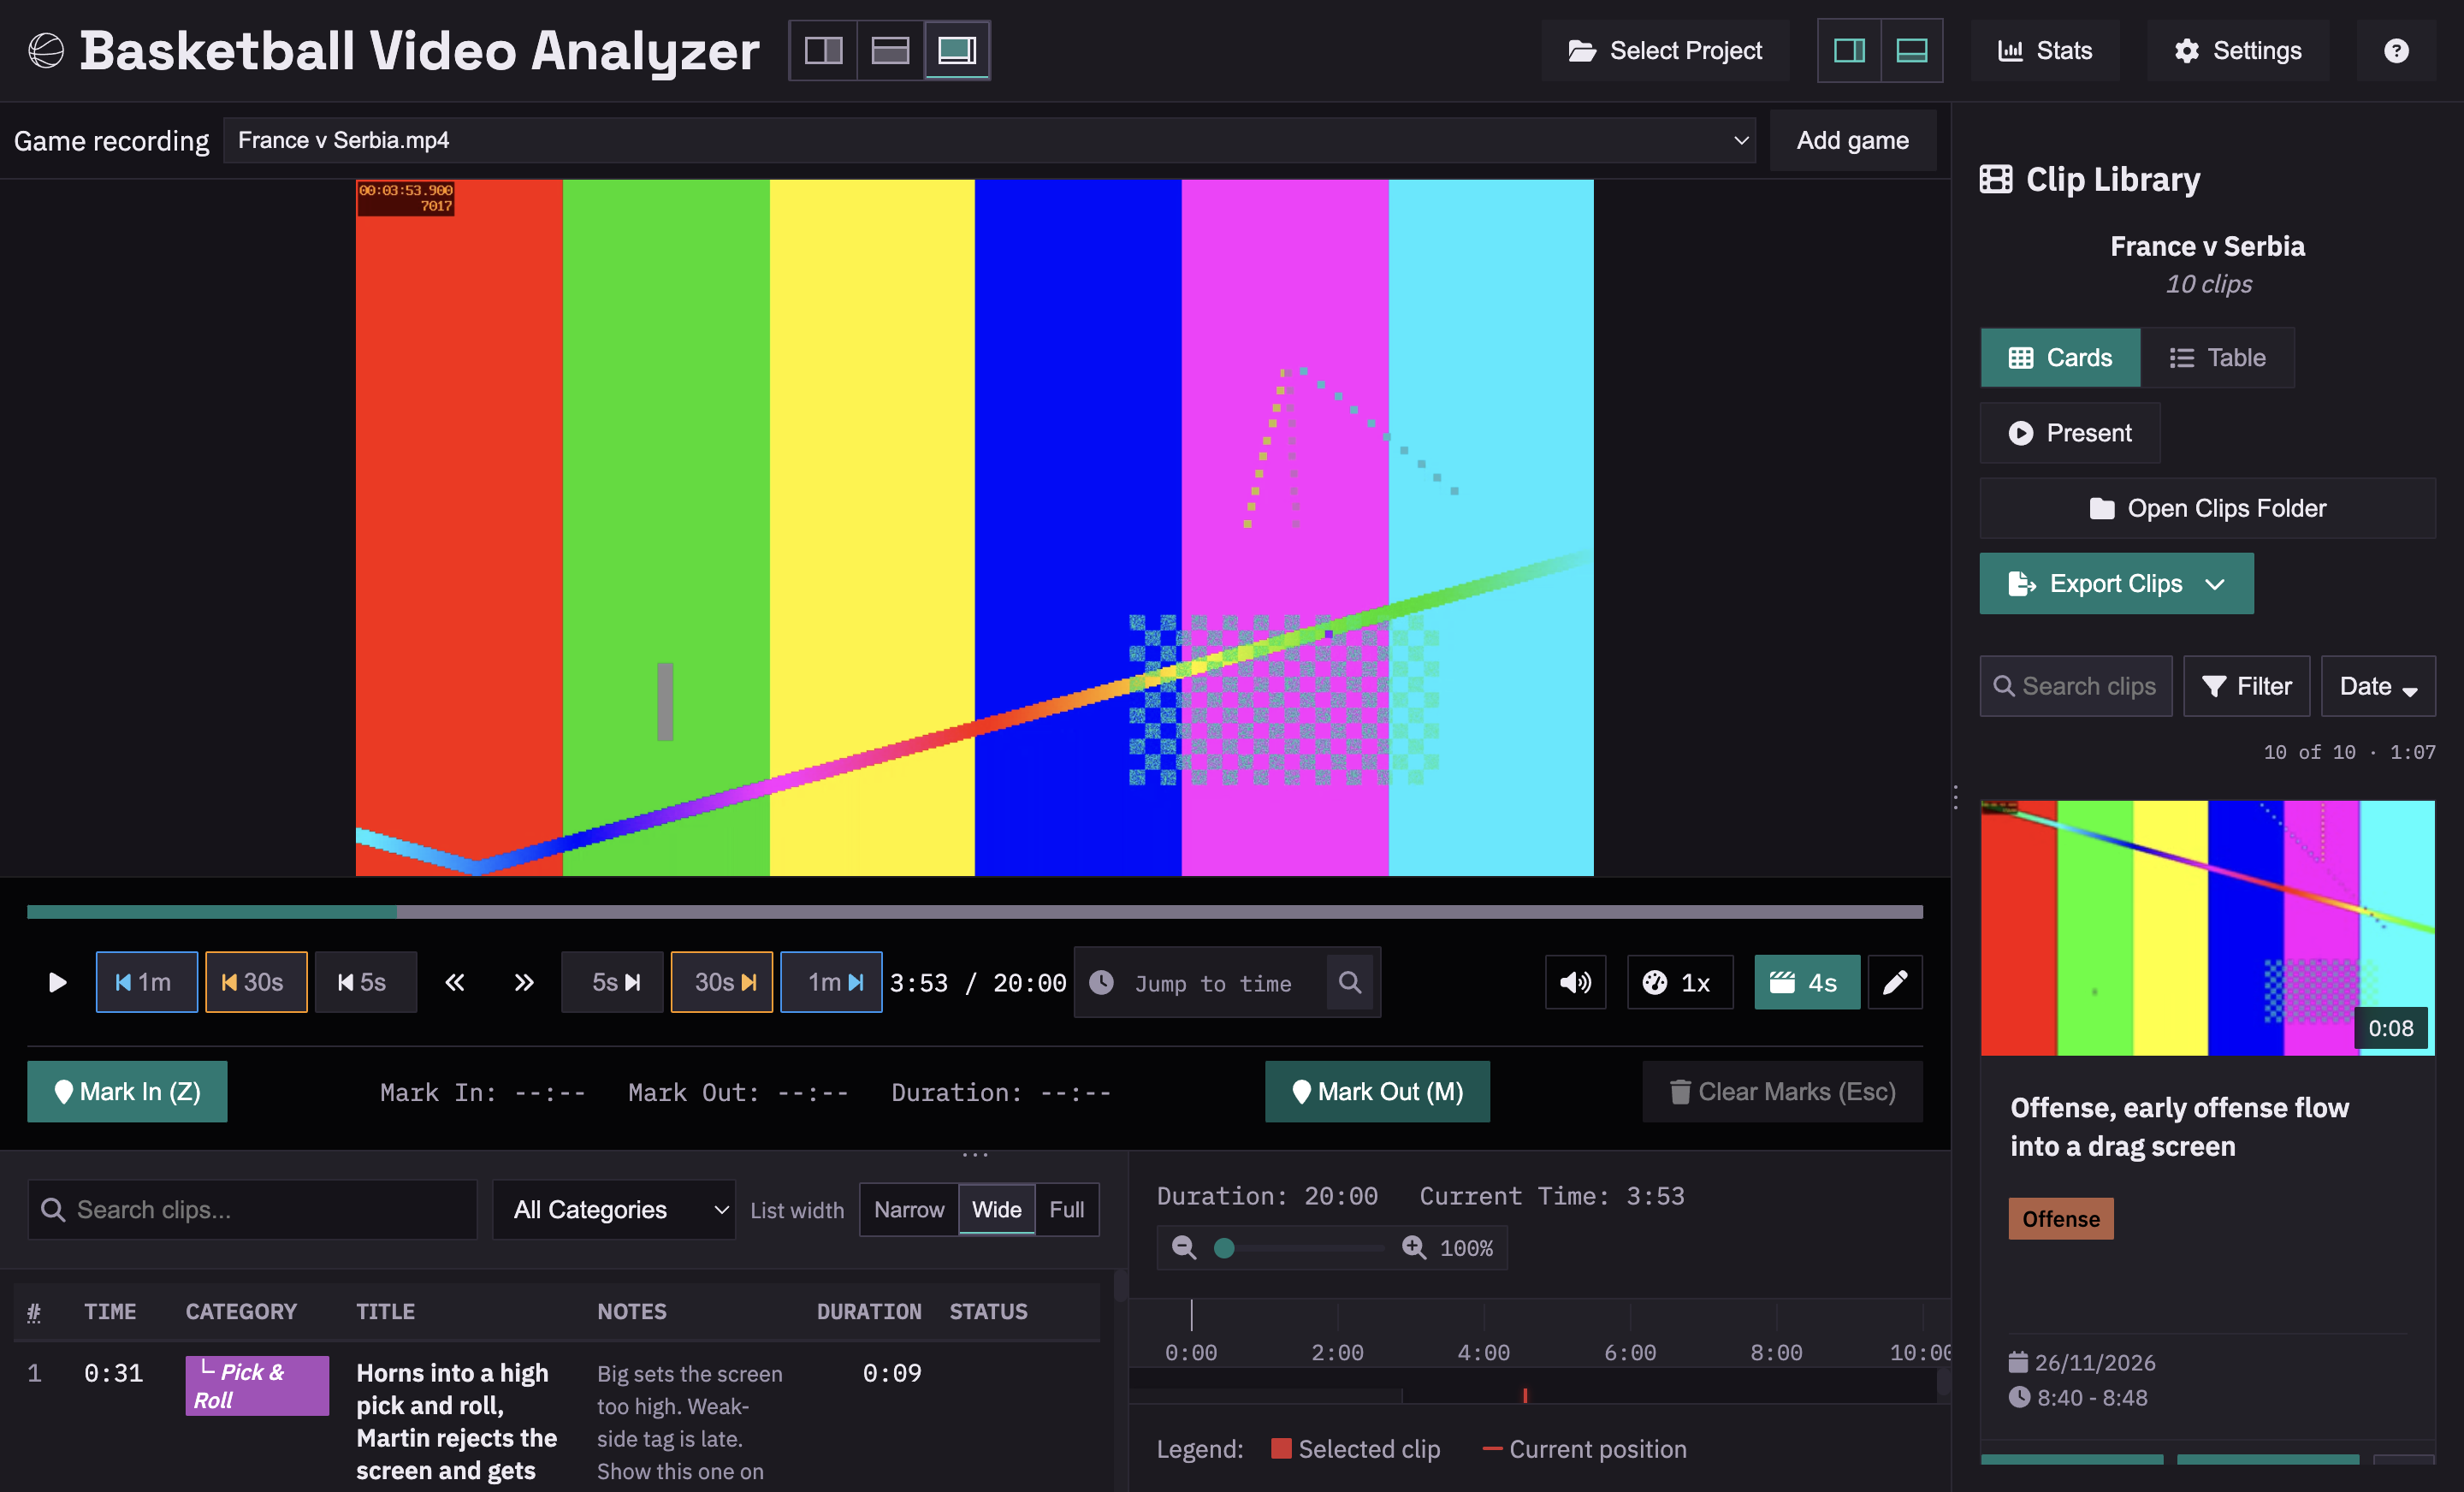 Basketball Video Analyzer
Select Project
Stats
Settings
?
Game recording
France v Serbia.mp4
Add game
00:03:53.900
7017
1m
30s
5s
5s
30s
1m
3:53 / 20:00
Jump to time
1x
4s
Mark In (Z)
Mark In: --:--
Mark Out: --:--
Duration: --:--
Mark Out (M)
Clear Marks (Esc)
Search clips...
All Categories
List width
Narrow
Wide
Full
# TIME CATEGORY TITLE NOTES DURATION STATUS
1
0:31
└ Pick &
Roll
Horns into a high
pick and roll,
Martin rejects the
screen and gets
Big sets the screen
too high. Weak-
side tag is late.
Show this one on
0:09
Duration: 20:00
Current Time: 3:53
100%
0:00
2:00
4:00
6:00
8:00
10:00
Legend:
Selected clip
Current position
Clip Library
France v Serbia
10 clips
Cards
Table
Present
Open Clips Folder
Export Clips
Search clips
Filter
Date
10 of 10 · 1:07
0:08
Offense, early offense flow
into a drag screen
Offense
26/11/2026
8:40 - 8:48